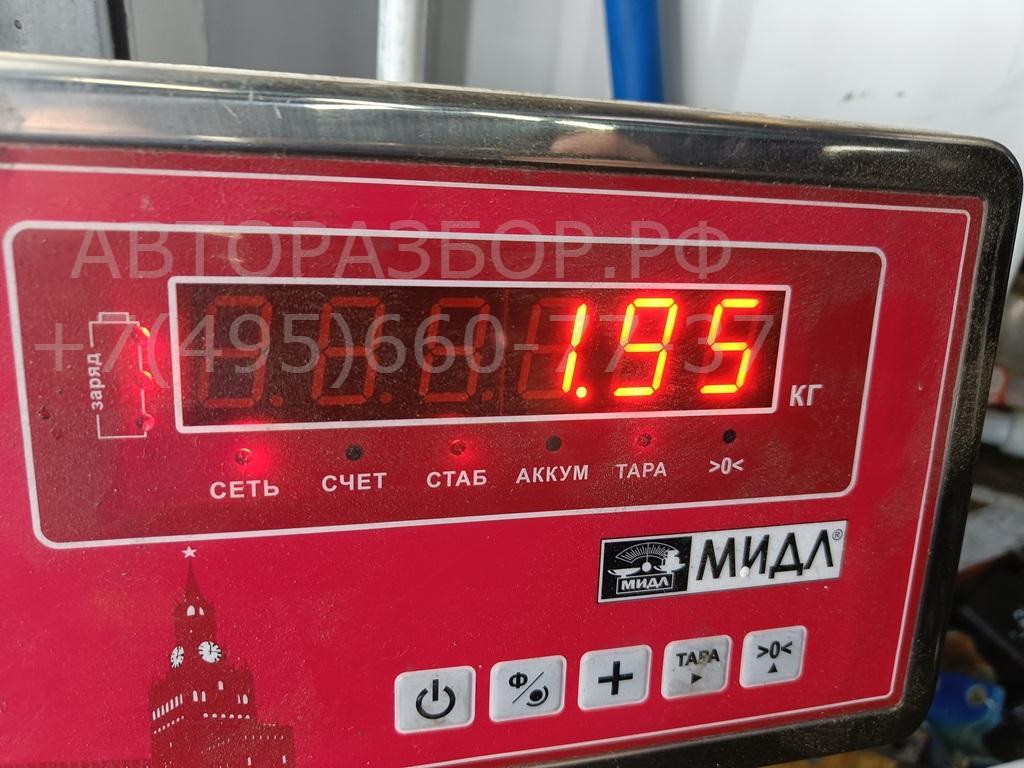 АВТОРАЗБОР.РФ
+7(495)660-77-37
1.95
заряд
КГ
СЕТЬ СЧЕТ СТАБ АККУМ ТАРА >0<
МИДЛ МИДЛ®
Ф + ТАРА >0<